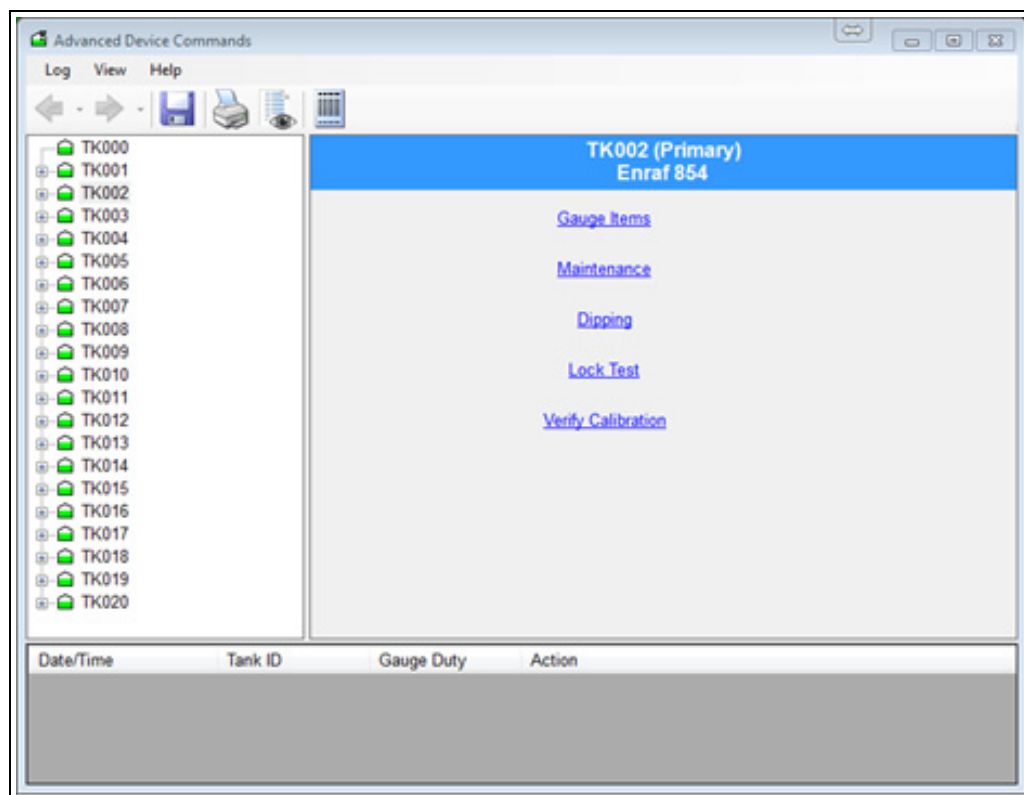 Advanced Device Commands
Log View Help
TK000
TK001
TK002
TK003
TK004
TK005
TK006
TK007
TK008
TK009
TK010
TK011
TK012
TK013
TK014
TK015
TK016
TK017
TK018
TK019
TK020
TK002 (Primary)
Enraf 854
Gauge Items
Maintenance
Dipping
Lock Test
Verify Calibration
Date/Time Tank ID Gauge Duty Action